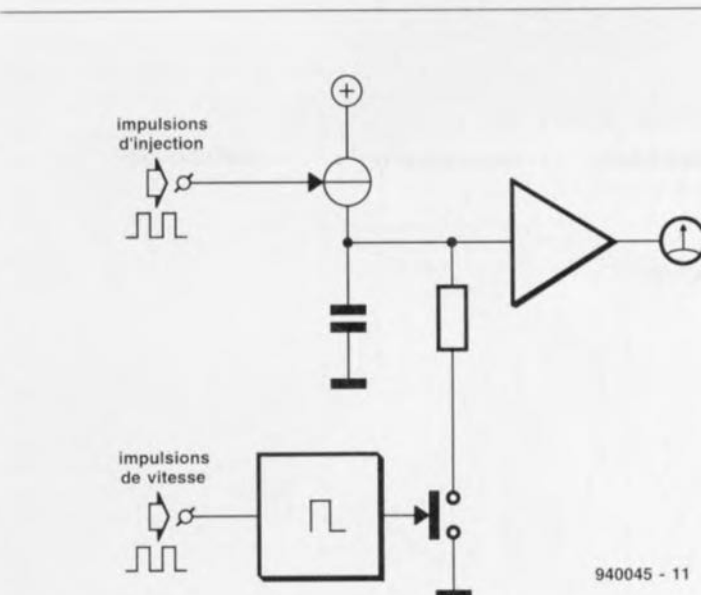 impulsions
d'injection
impulsions
de vitesse
940045 - 11